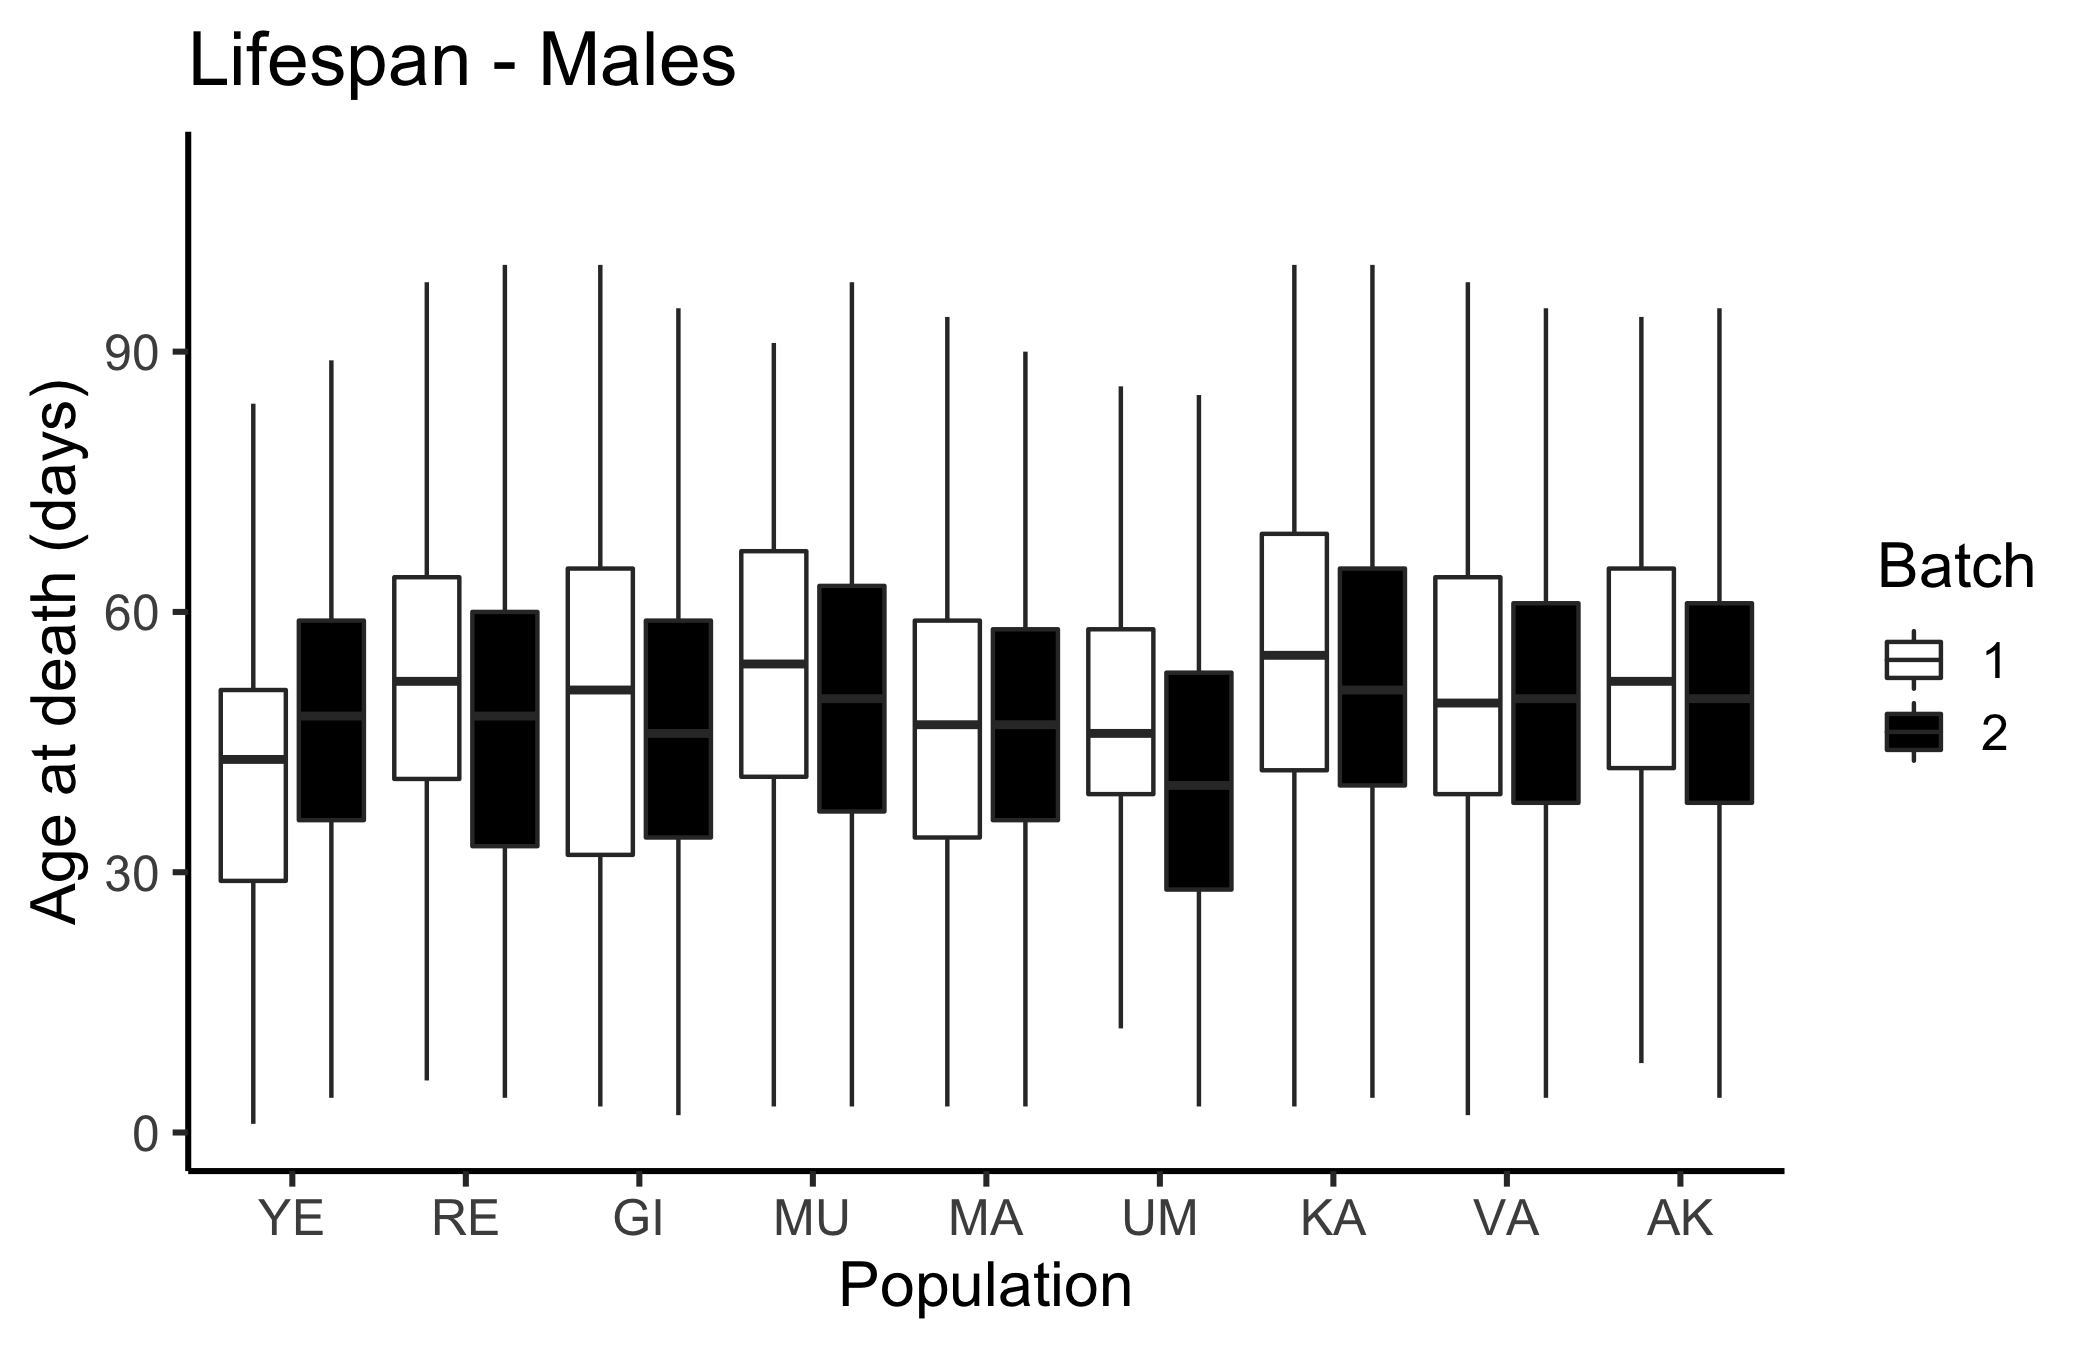 Lifespan - Males
Age at death (days)
90
60
30
0
YE RE GI MU MA UM KA VA AK
Population
Batch
1
2